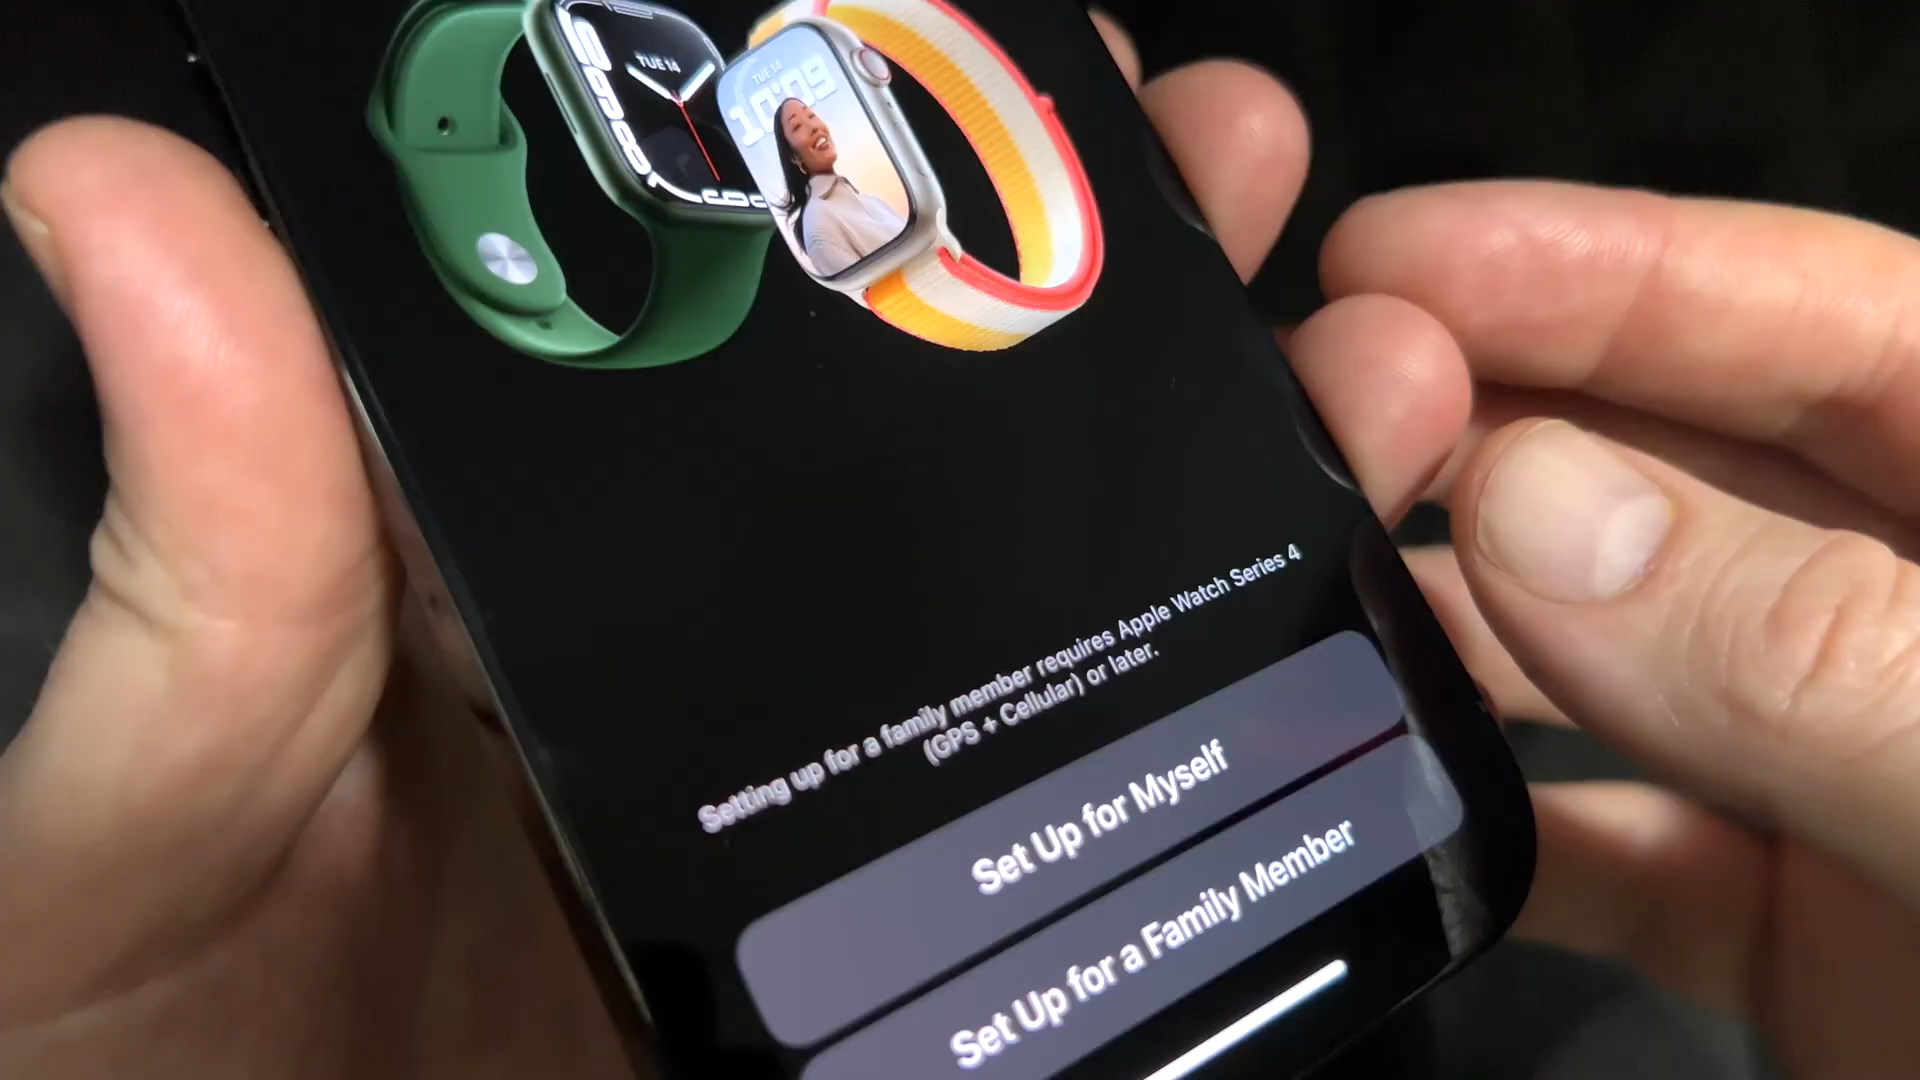 TUE 14
TUE 14
10:09
Setting up for a family member requires Apple Watch Series 4
(GPS + Cellular) or later.
Set Up for Myself
Set Up for a Family Member